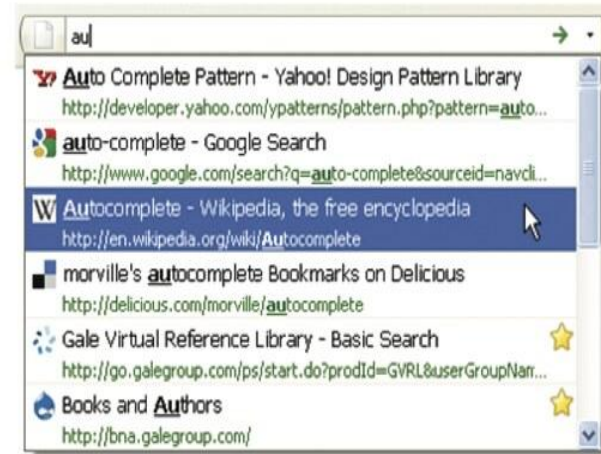 au
Auto Complete Pattern - Yahoo! Design Pattern Library
http://developer.yahoo.com/ypatterns/pattern.php?pattern=auto...
auto-complete - Google Search
http://www.google.com/search?q=auto-complete&sourceid=navcli...
Autocomplete - Wikipedia, the free encyclopedia
http://en.wikipedia.org/wiki/Autocomplete
morville's autocomplete Bookmarks on Delicious
http://delicious.com/morville/autocomplete
Gale Virtual Reference Library - Basic Search
http://go.galegroup.com/ps/start.do?prodId=GVRL&userGroupNam...
Books and Authors
http://bna.galegroup.com/